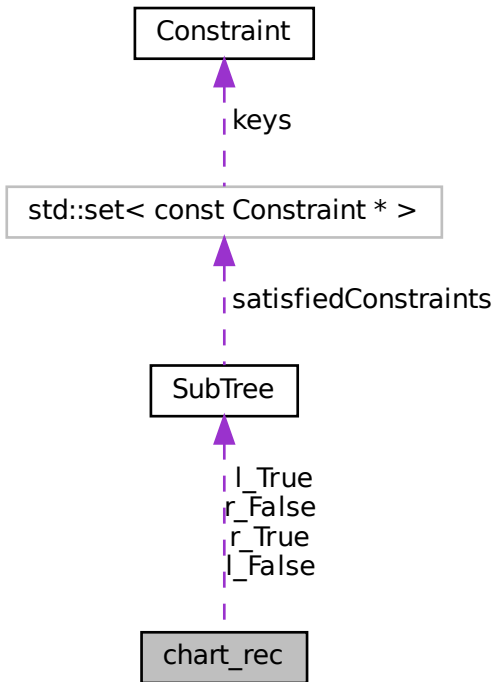 Constraint
keys
std::set< const Constraint * >
satisfiedConstraints
SubTree
l_True
r_False
r_True
l_False
chart_rec